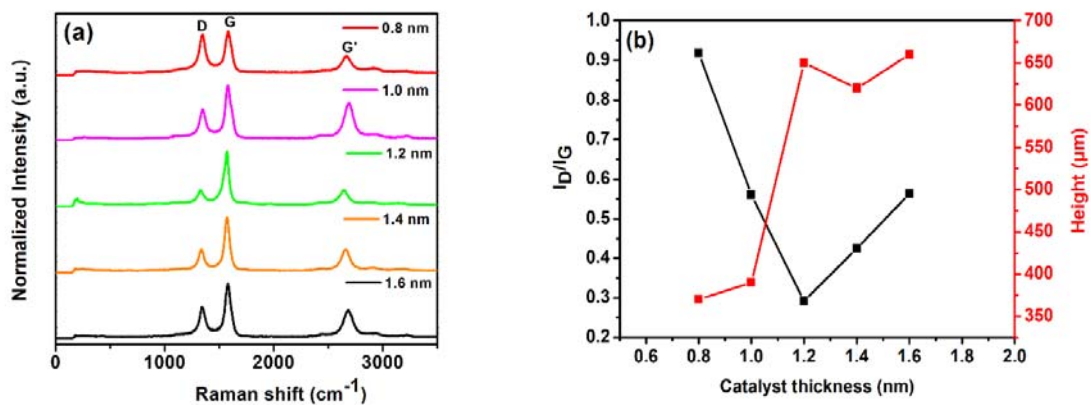 (a)
D
G
G'
0.8 nm
1.0 nm
1.2 nm
1.4 nm
1.6 nm
Normalized Intensity (a.u.)
0
1000
2000
3000
Raman shift (cm⁻¹)
(b)
1.0
0.9
0.8
0.7
0.6
0.5
0.4
0.3
0.2
I_D/I_G
700
650
600
550
500
450
400
350
Height (µm)
0.6
0.8
1.0
1.2
1.4
1.6
1.8
2.0
Catalyst thickness (nm)